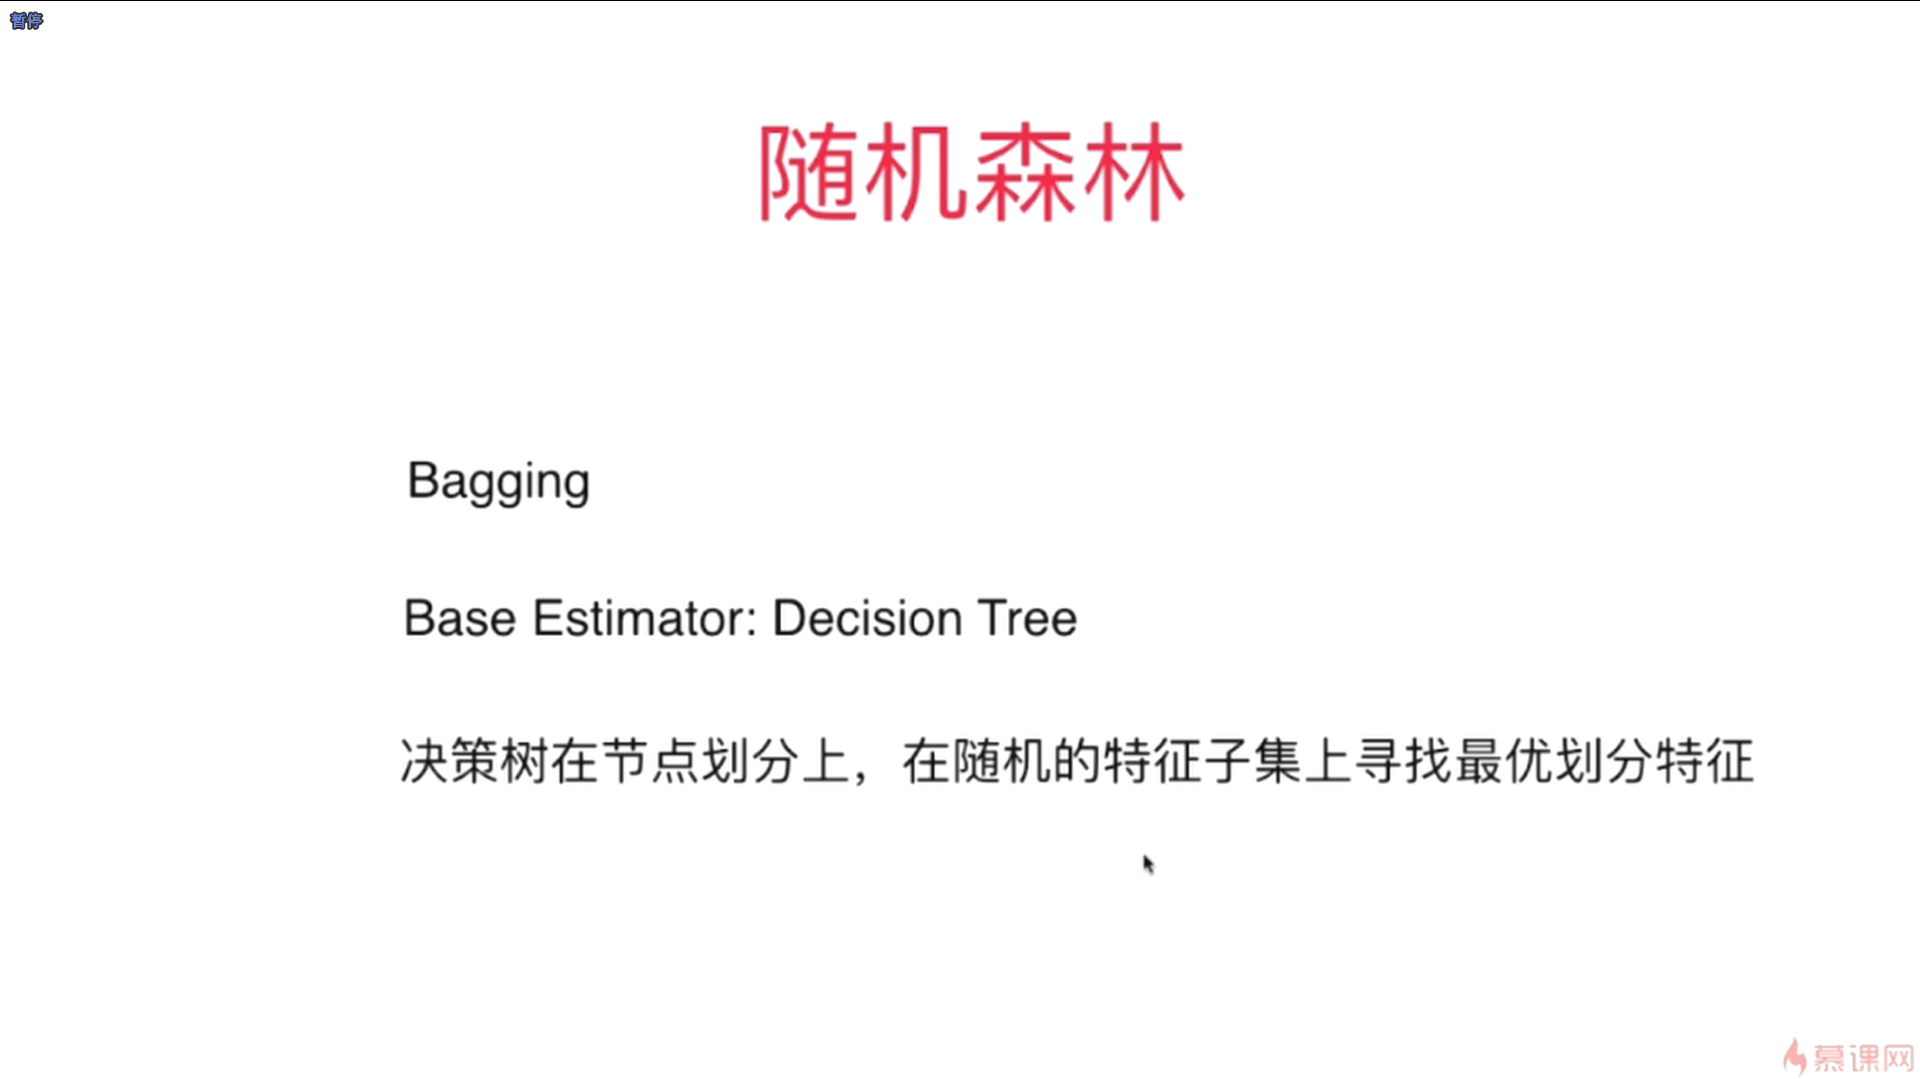 暂停
随机森林
Bagging
Base Estimator: Decision Tree
决策树在节点划分上，在随机的特征子集上寻找最优划分特征
慕课网